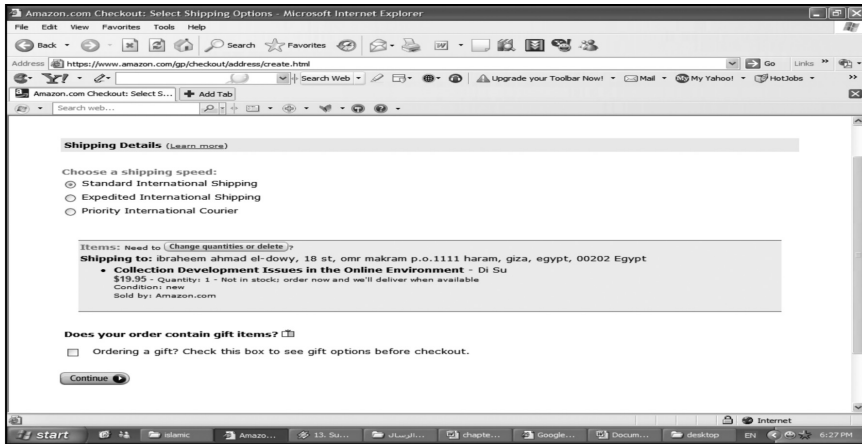 Amazon.com Checkout: Select Shipping Options - Microsoft Internet Explorer
File Edit View Favorites Tools Help
Back Search Favorites
Address https://www.amazon.com/gp/checkout/address/create.html Go Links »
Search Web Upgrade your Toolbar Now! Mail My Yahoo! HotJobs »
Amazon.com Checkout: Select S... Add Tab
Search web...
Shipping Details (Learn more)
Choose a shipping speed:
Standard International Shipping
Expedited International Shipping
Priority International Courier
Items: Need to Change quantities or delete ?
Shipping to: ibraheem ahmad el-dowy, 18 st, omr makram p.o.1111 haram, giza, egypt, 00202 Egypt
• Collection Development Issues in the Online Environment - Di Su
$19.95 - Quantity: 1 - Not in stock; order now and we'll deliver when available
Condition: new
Sold by: Amazon.com
Does your order contain gift items?
Ordering a gift? Check this box to see gift options before checkout.
Continue
Internet
start islamic Amazo... 13. Su... الرسال... chapte... Google... Docum... desktop EN 6:27 PM